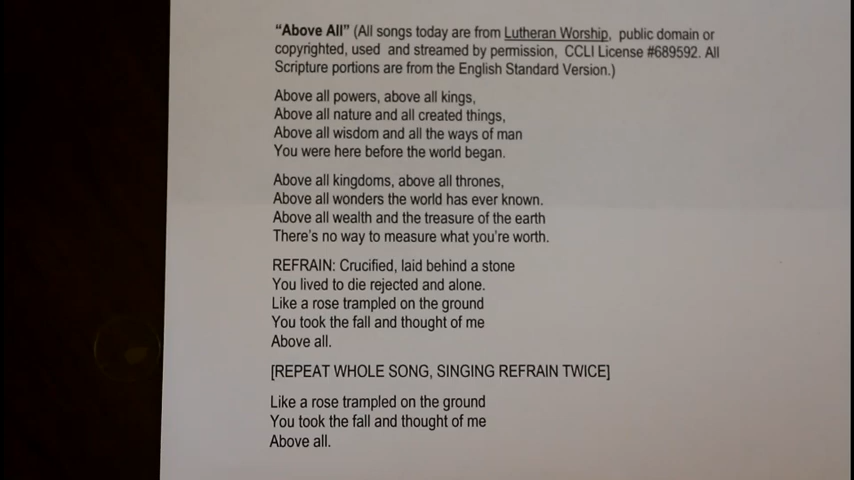 “Above All” (All songs today are from Lutheran Worship, public domain or
copyrighted, used and streamed by permission, CCLI License #689592. All
Scripture portions are from the English Standard Version.)
Above all powers, above all kings,
Above all nature and all created things,
Above all wisdom and all the ways of man
You were here before the world began.
Above all kingdoms, above all thrones,
Above all wonders the world has ever known.
Above all wealth and the treasure of the earth
There’s no way to measure what you’re worth.
REFRAIN: Crucified, laid behind a stone
You lived to die rejected and alone.
Like a rose trampled on the ground
You took the fall and thought of me
Above all.
[REPEAT WHOLE SONG, SINGING REFRAIN TWICE]
Like a rose trampled on the ground
You took the fall and thought of me
Above all.